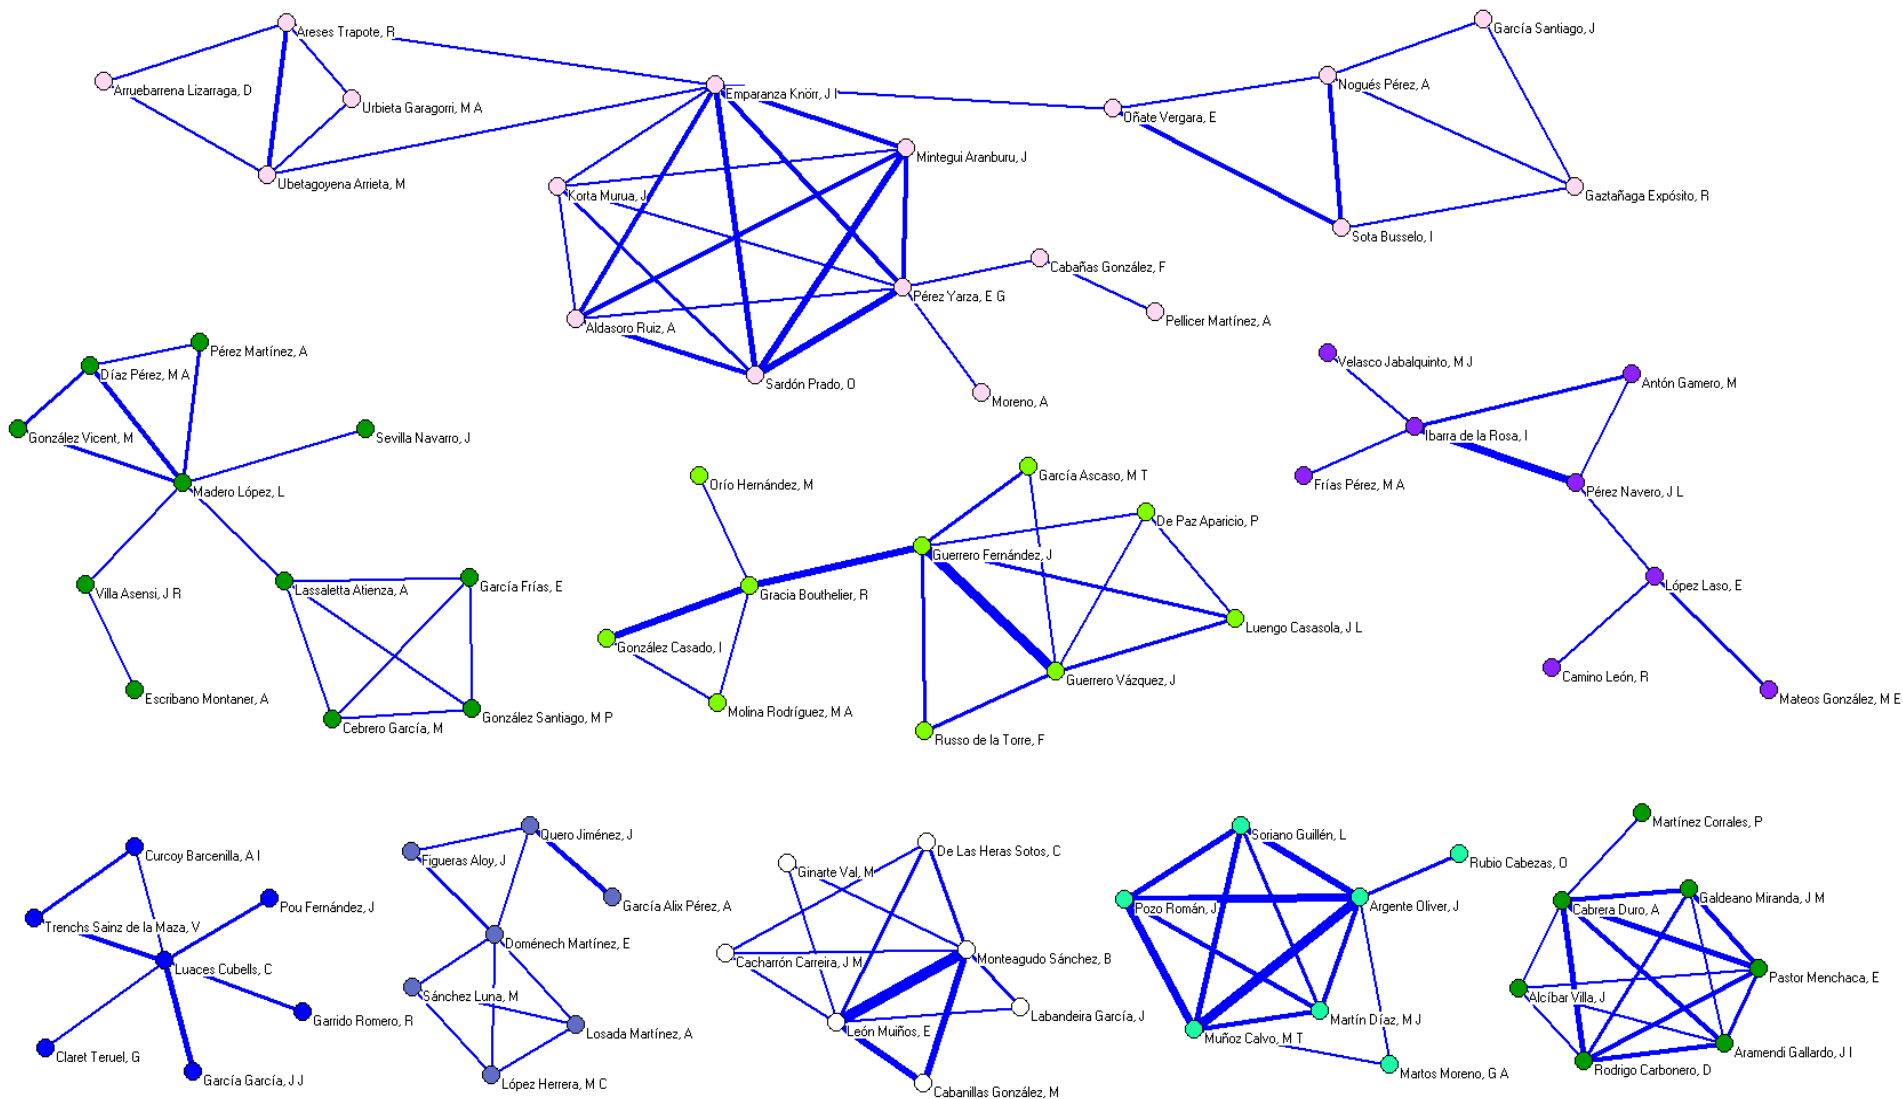 Areses Trapote, R
García Santiago, J
Arruebarrena Lizarraga, D
Urbieta Garagorri, M A
Emparanza Knörr, J I
Nogués Pérez, A
Oñate Vergara, E
Mintegui Aranburu, J
Ubetagoyena Arrieta, M
Korta Murua, J
Gaztañaga Expósito, R
Sota Busselo, I
Cabañas González, F
Pérez Yarza, E G
Pellicer Martínez, A
Aldasoro Ruiz, A
Sardón Prado, O
Moreno, A
Pérez Martínez, A
Díaz Pérez, M A
González Vicent, M
Sevilla Navarro, J
Madero López, L
Villa Asensi, J R
Lassaletta Atienza, A
García Frías, E
Escribano Montaner, A
Cebrero García, M
González Santiago, M P
Orío Hernández, M
García Ascaso, M T
De Paz Aparicio, P
Guerrero Fernández, J
Gracia Bouthelier, R
Luengo Casasola, J L
González Casado, I
Guerrero Vázquez, J
Molina Rodríguez, M A
Russo de la Torre, F
Velasco Jabalquinto, M J
Antón Gamero, M
Ibarra de la Rosa, I
Frías Pérez, M A
Pérez Navero, J L
López Laso, E
Camino León, R
Mateos González, M E
Curcoy Barcenilla, A I
Pou Fernández, J
Trenchs Sainz de la Maza, V
Luaces Cubells, C
Garrido Romero, R
Claret Teruel, G
García García, J J
Quero Jiménez, J
Figueras Aloy, J
García Alix Pérez, A
Doménech Martínez, E
Sánchez Luna, M
Losada Martínez, A
López Herrera, M C
De Las Heras Sotos, C
Ginarte Val, M
Cacharrón Carreira, J M
Monteagudo Sánchez, B
Labandeira García, J
León Muiños, E
Cabanillas González, M
Soriano Guillén, L
Rubio Cabezas, O
Pozo Román, J
Argente Oliver, J
Martín Díaz, M J
Muñoz Calvo, M T
Martos Moreno, G A
Martínez Corrales, P
Galdeano Miranda, J M
Cabrera Duro, A
Pastor Menchaca, E
Alcíbar Villa, J
Aramendi Gallardo, J I
Rodrigo Carbonero, D